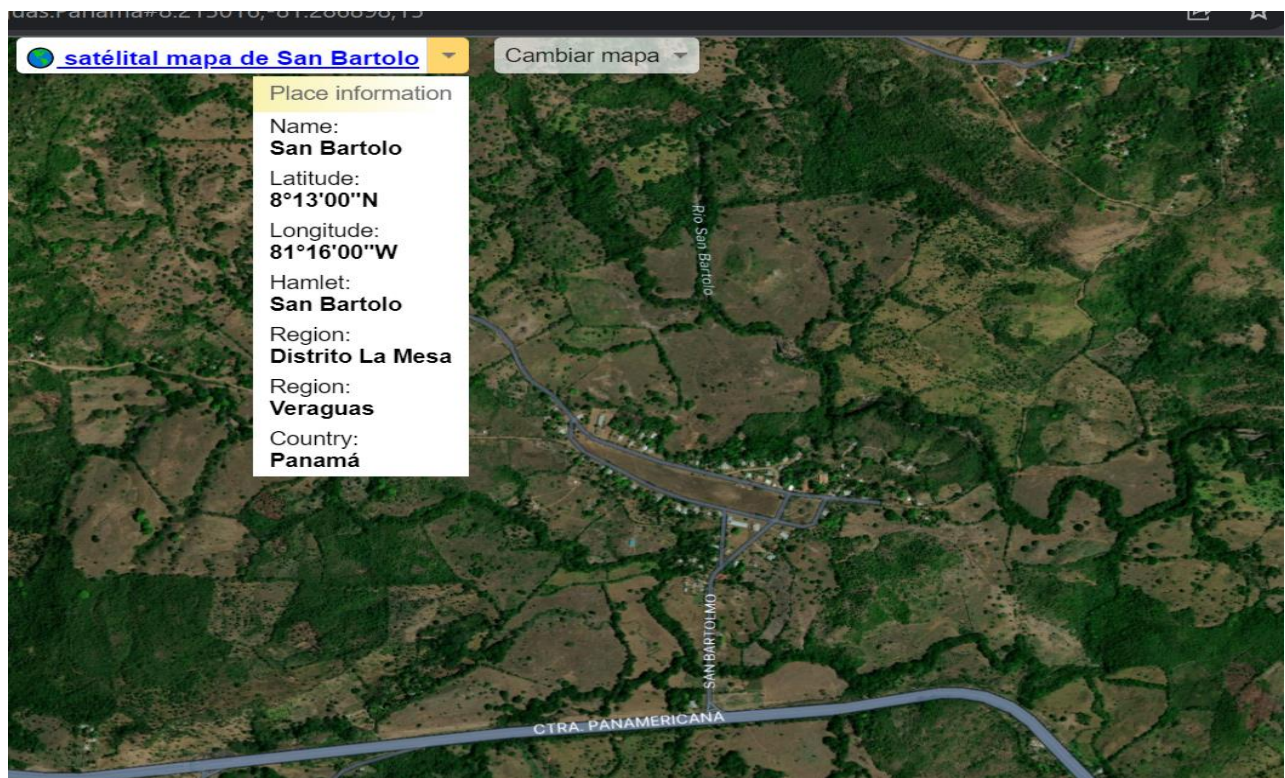 satélital mapa de San Bartolo
Cambiar mapa
Place information
Name:
San Bartolo
Latitude:
8°13'00"N
Longitude:
81°16'00"W
Hamlet:
San Bartolo
Region:
Distrito La Mesa
Region:
Veraguas
Country:
Panamá
Río San Bartolo
SAN BARTOLMO
CTRA. PANAMERICANA